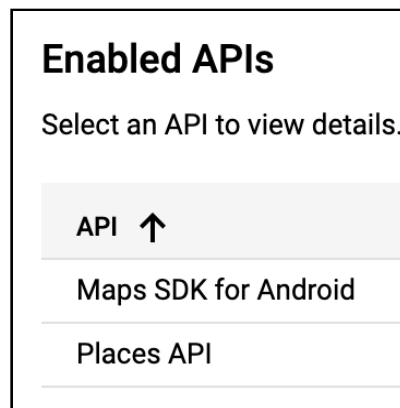 Enabled APIs
Select an API to view details.
API ↑
Maps SDK for Android
Places API